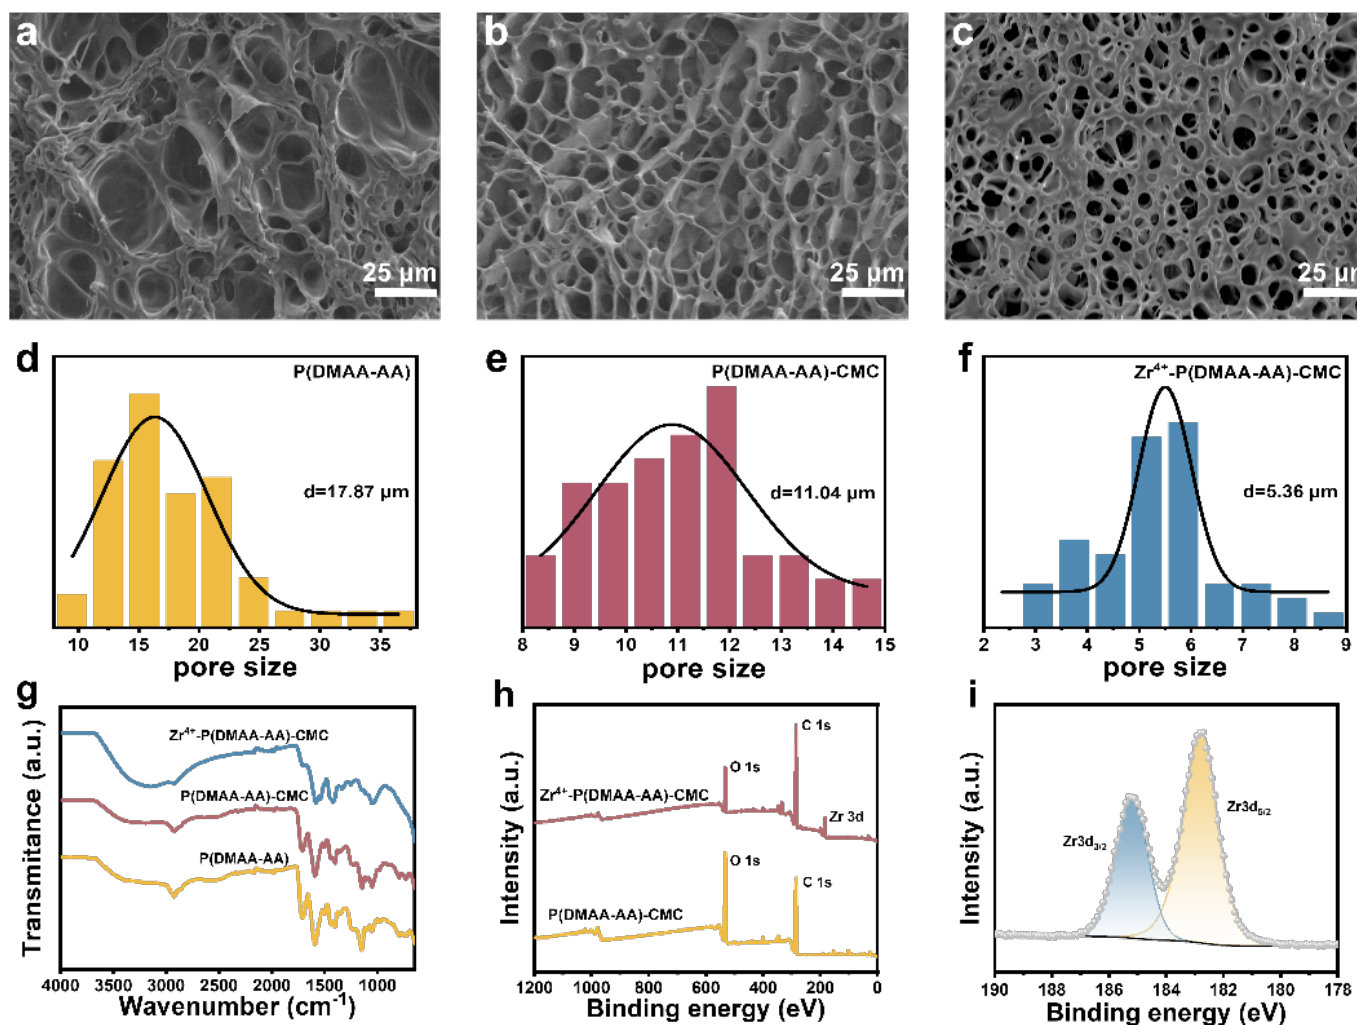 a
b
c
25 µm
25 µm
25 µm
d
e
f
P(DMAA-AA)
P(DMAA-AA)-CMC
Zr⁴⁺-P(DMAA-AA)-CMC
d=17.87 µm
d=11.04 µm
d=5.36 µm
10 15 20 25 30 35
8 9 10 11 12 13 14 15
2 3 4 5 6 7 8 9
pore size
pore size
pore size
g
h
i
Transmitance (a.u.)
Zr⁴⁺-P(DMAA-AA)-CMC
P(DMAA-AA)-CMC
P(DMAA-AA)
4000 3500 3000 2500 2000 1500 1000
Wavenumber (cm⁻¹)
Intensity (a.u.)
C 1s
O 1s
Zr⁴⁺-P(DMAA-AA)-CMC
Zr 3d
O 1s
C 1s
P(DMAA-AA)-CMC
1200 1000 800 600 400 200 0
Binding energy (eV)
Intensity (a.u.)
Zr3d₅/₂
Zr3d₃/₂
190 188 186 184 182 180 178
Binding energy (eV)